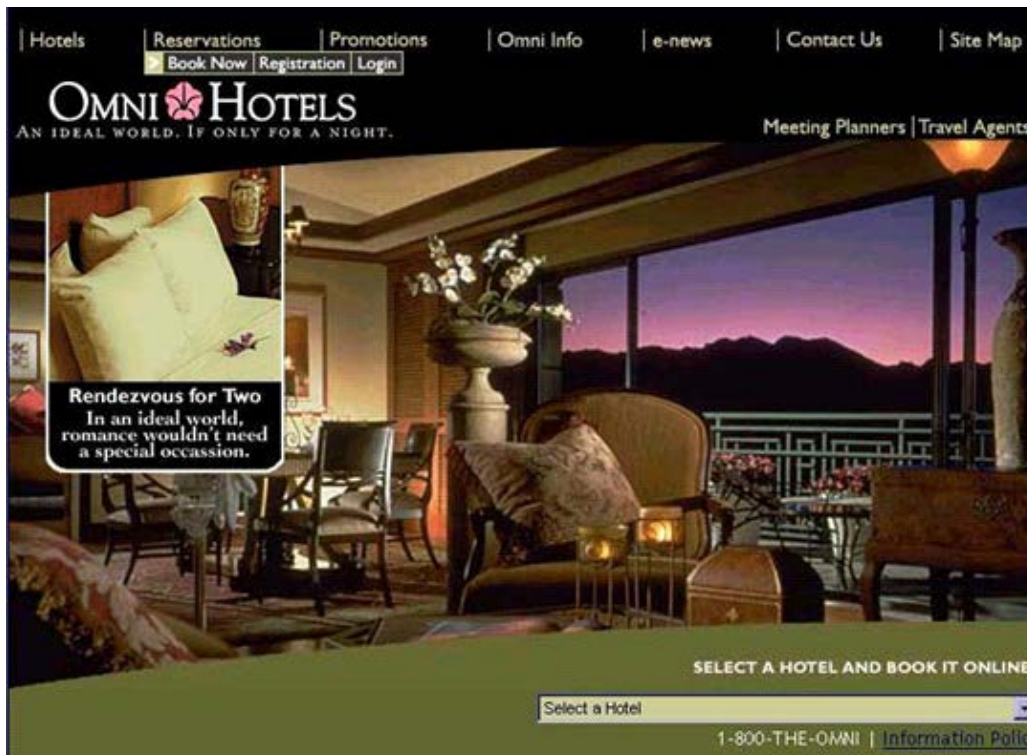 Hotels Reservations Promotions Omni Info e-news Contact Us Site Map
Book Now Registration Login
OMNI HOTELS
AN IDEAL WORLD. IF ONLY FOR A NIGHT.
Meeting Planners | Travel Agents
Rendezvous for Two
In an ideal world,
romance wouldn't need
a special occassion.
SELECT A HOTEL AND BOOK IT ONLINE
Select a Hotel
1-800-THE-OMNI | Information Polic